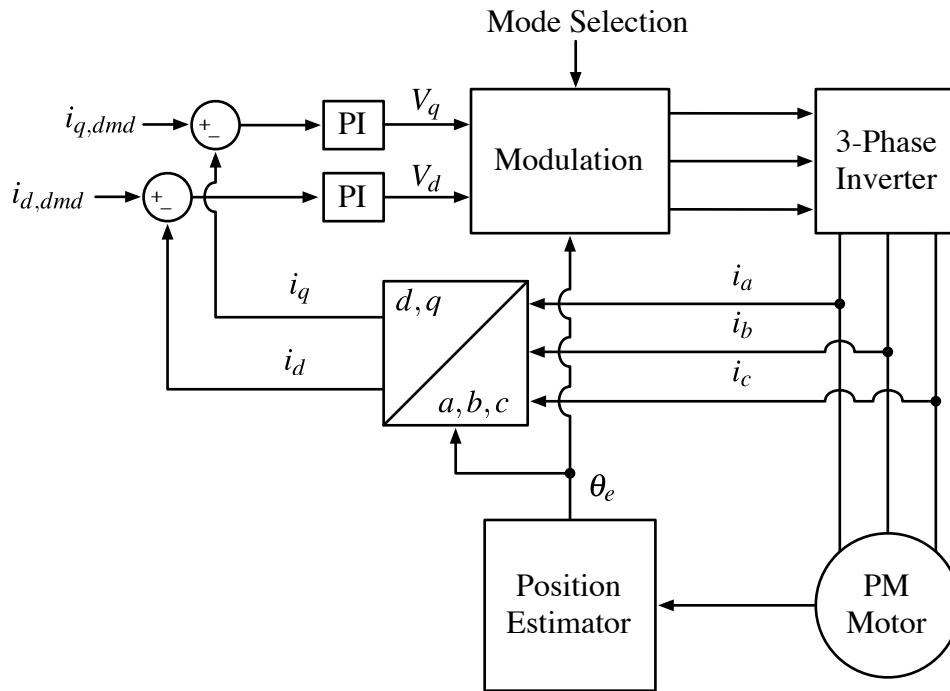 Mode Selection
i_{q,dmd}
+
−
PI
V_q
Modulation
3-Phase
Inverter
i_{d,dmd}
+
−
PI
V_d
i_q
d, q
i_a
i_b
i_d
i_c
a, b, c
θ_e
Position
Estimator
PM
Motor